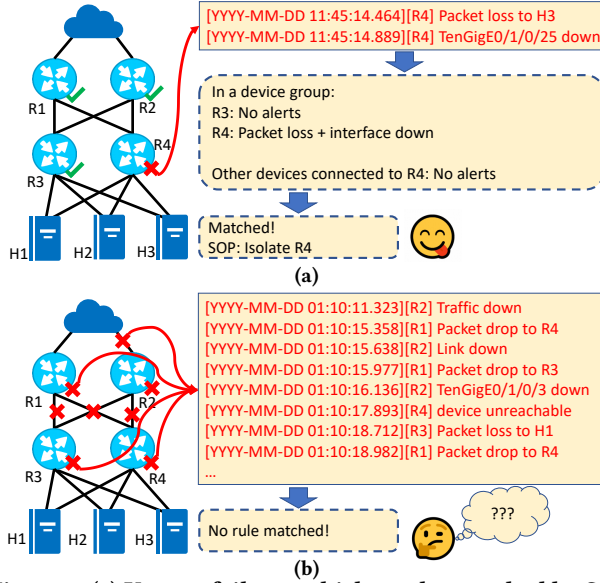 [YYYY-MM-DD 11:45:14.464][R4] Packet loss to H3
[YYYY-MM-DD 11:45:14.889][R4] TenGigE0/1/0/25 down
R1
R2
R4
R3
H1
H2
H3
In a device group:
R3: No alerts
R4: Packet loss + interface down
Other devices connected to R4: No alerts
Matched!
SOP: Isolate R4
(a)
[YYYY-MM-DD 01:10:11.323][R2] Traffic down
[YYYY-MM-DD 01:10:15.358][R1] Packet drop to R4
[YYYY-MM-DD 01:10:15.638][R2] Link down
[YYYY-MM-DD 01:10:15.977][R1] Packet drop to R3
[YYYY-MM-DD 01:10:16.136][R2] TenGigE0/1/0/3 down
[YYYY-MM-DD 01:10:17.893][R4] device unreachable
[YYYY-MM-DD 01:10:18.712][R3] Packet loss to H1
[YYYY-MM-DD 01:10:18.982][R1] Packet drop to R4
...
R1
R2
R3
R4
H1
H2
H3
No rule matched!
???
(b)